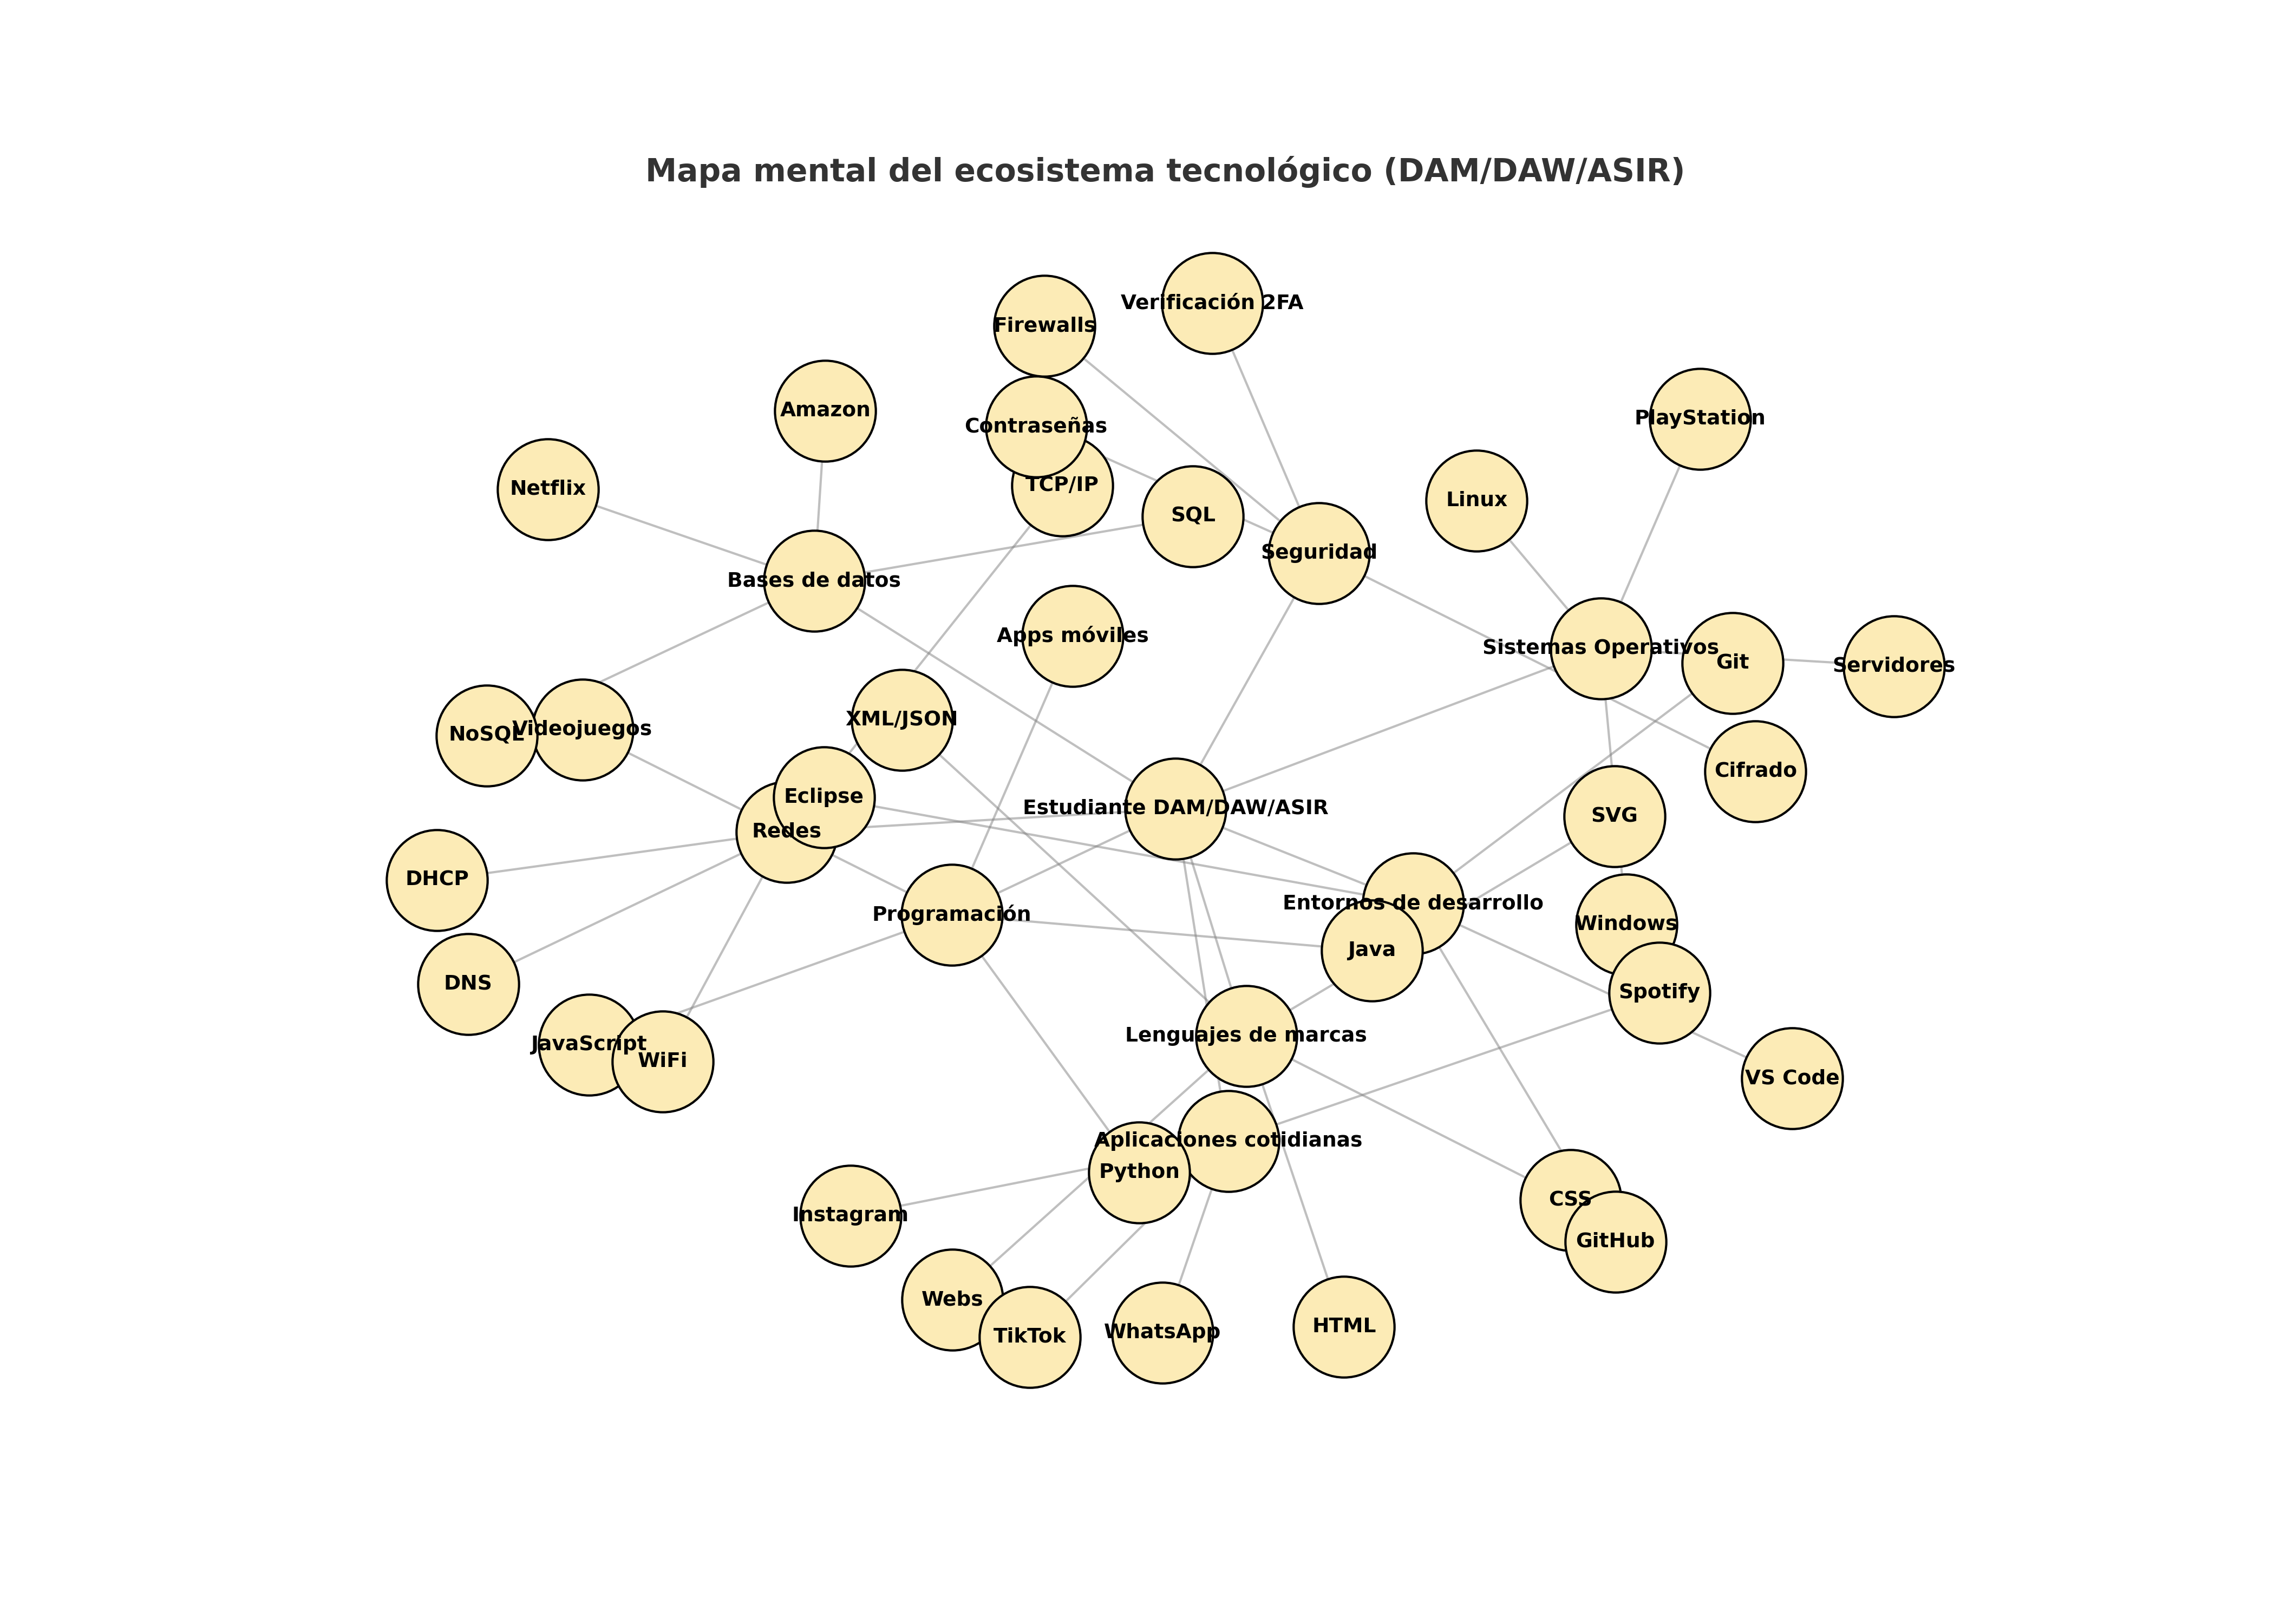 Mapa mental del ecosistema tecnológico (DAM/DAW/ASIR)
Verificación 2FA
Firewalls
Amazon
PlayStation
Contraseñas
TCP/IP
Netflix
Linux
SQL
Seguridad
Bases de datos
Apps móviles
Sistemas Operativos
Git
Servidores
XML/JSON
NoSQL
Videojuegos
Cifrado
Eclipse
Estudiante DAM/DAW/ASIR
SVG
Redes
DHCP
Entornos de desarrollo
Programación
Windows
Java
DNS
Spotify
Lenguajes de marcas
JavaScript
WiFi
VS Code
Aplicaciones cotidianas
Python
CSS
Instagram
GitHub
Webs
HTML
WhatsApp
TikTok